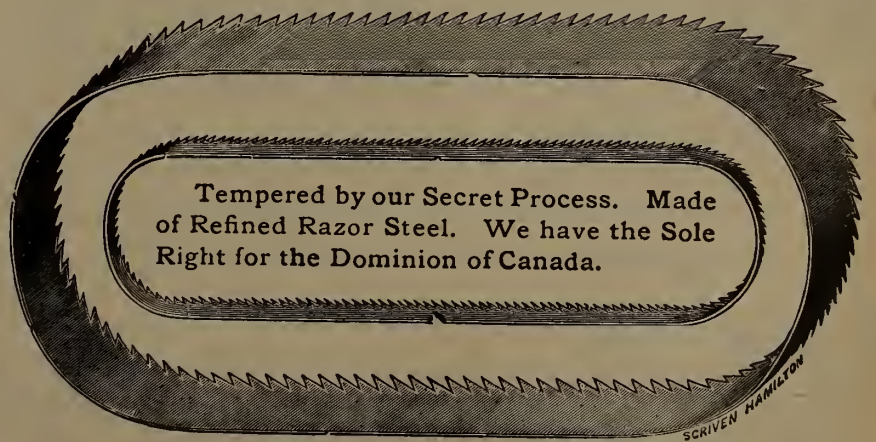 Tempered by our Secret Process. Made
of Refined Razor Steel. We have the Sole
Right for the Dominion of Canada.
SCRIVEN HAMILTON